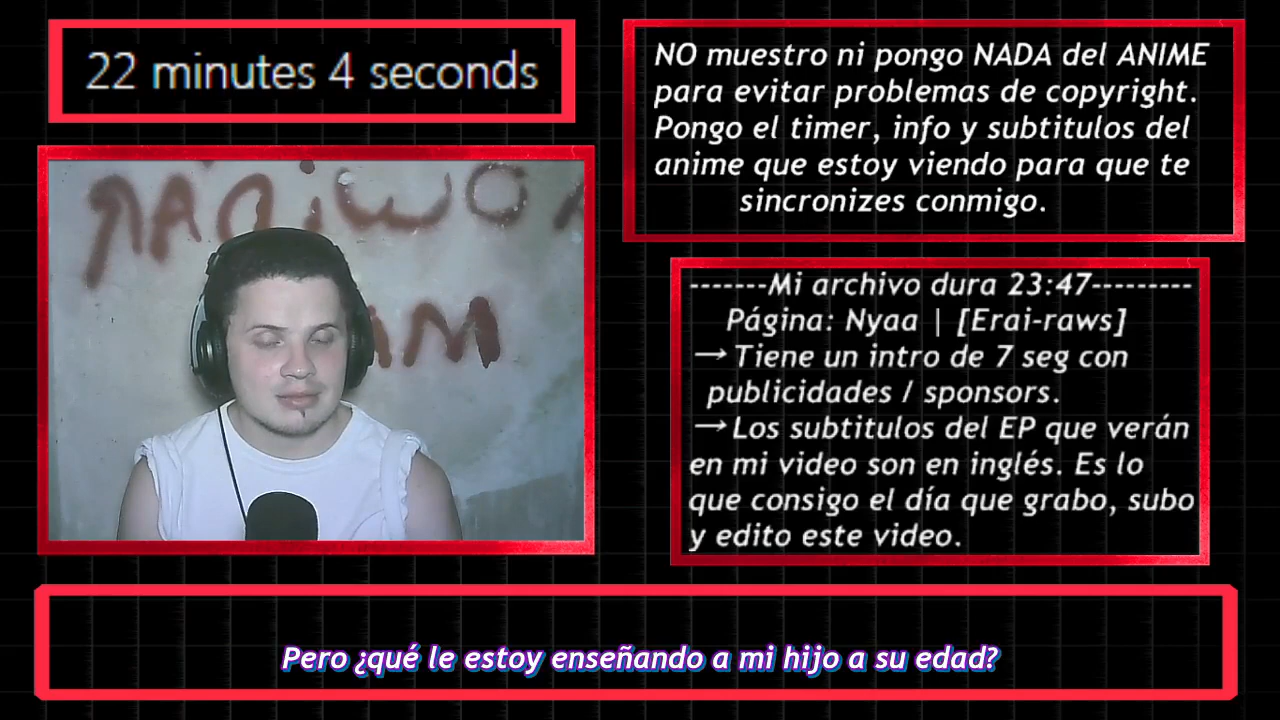 22 minutes 4 seconds
NO muestro ni pongo NADA del ANIME
para evitar problemas de copyright.
Pongo el timer, info y subtitulos del
anime que estoy viendo para que te
sincronizes conmigo.
-------Mi archivo dura 23:47---------
Página: Nyaa | [Erai-raws]
→Tiene un intro de 7 seg con
publicidades / sponsors.
→Los subtitulos del EP que verán
en mi video son en inglés. Es lo
que consigo el día que grabo, subo
y edito este video.
Pero ¿qué le estoy enseñando a mi hijo a su edad?